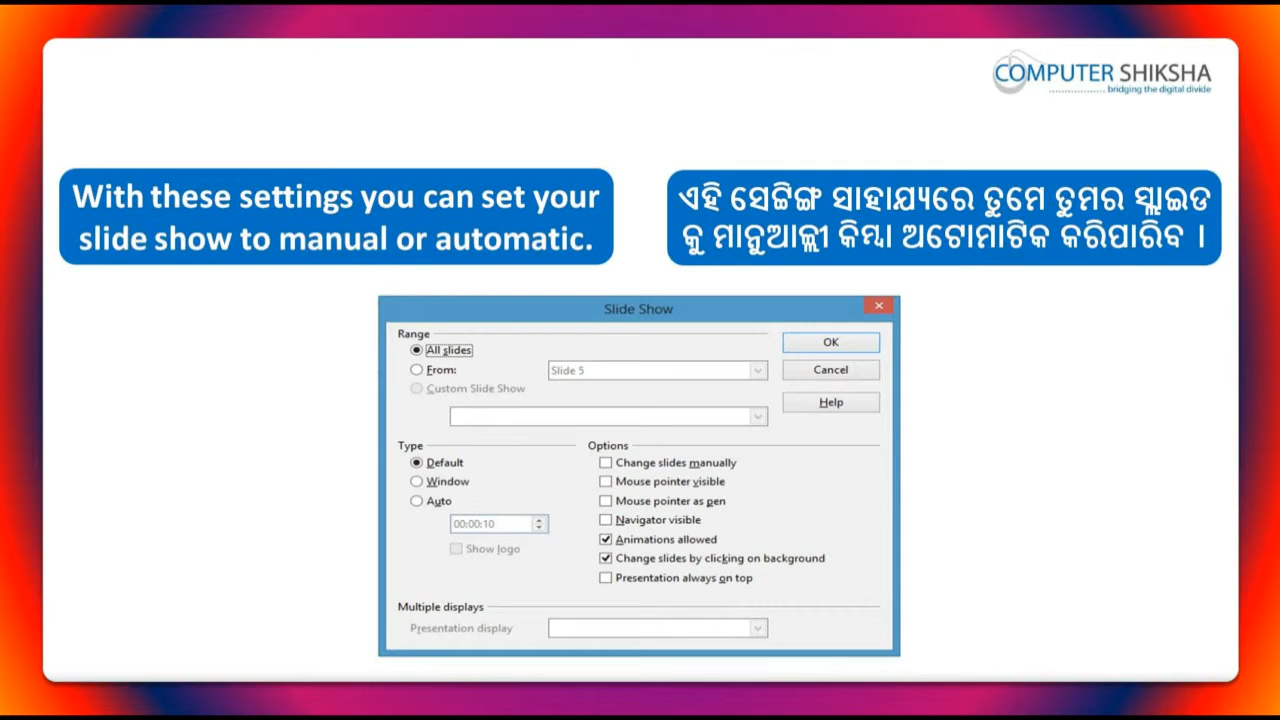 COMPUTER SHIKSHA
bridging the digital divide
With these settings you can set your
slide show to manual or automatic.
ଏହି ସେଟିଙ୍ଗ ସାହାଯ୍ୟରେ ତୁମେ ତୁମର ସ୍ଲାଇଡ
କୁ ମାନୁଆଲ୍ଲୀ କିମ୍ବା ଅଟୋମାଟିକ କରିପାରିବ ।
Slide Show
Range
All slides
From: Slide 5
Custom Slide Show
OK
Cancel
Help
Type
Default
Window
Auto
00:00:10
Show logo
Options
Change slides manually
Mouse pointer visible
Mouse pointer as pen
Navigator visible
Animations allowed
Change slides by clicking on background
Presentation always on top
Multiple displays
Presentation display